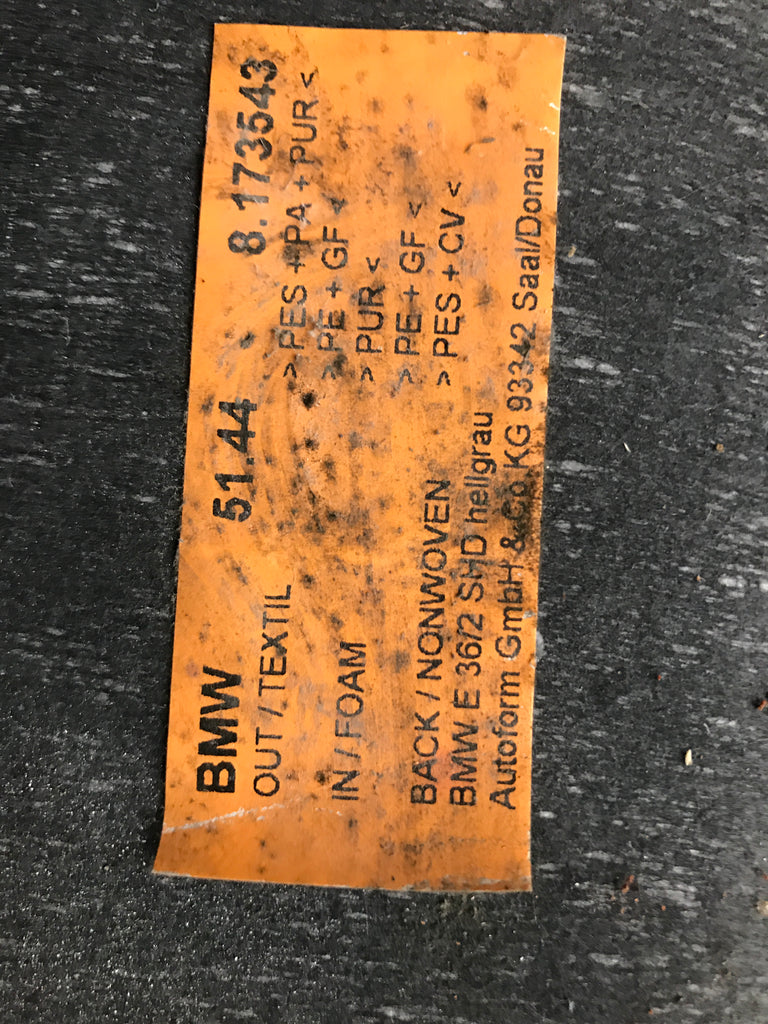 BMW 51.44 8.173543
OUT / TEXTIL > PES + PA + PUR <
> PE + GF <
IN / FOAM > PUR <
> PE + GF <
BACK / NONWOVEN > PES + CV <
BMW E 36/2 SHD hellgrau
Autoform GmbH & Co KG 93342 Saal/Donau